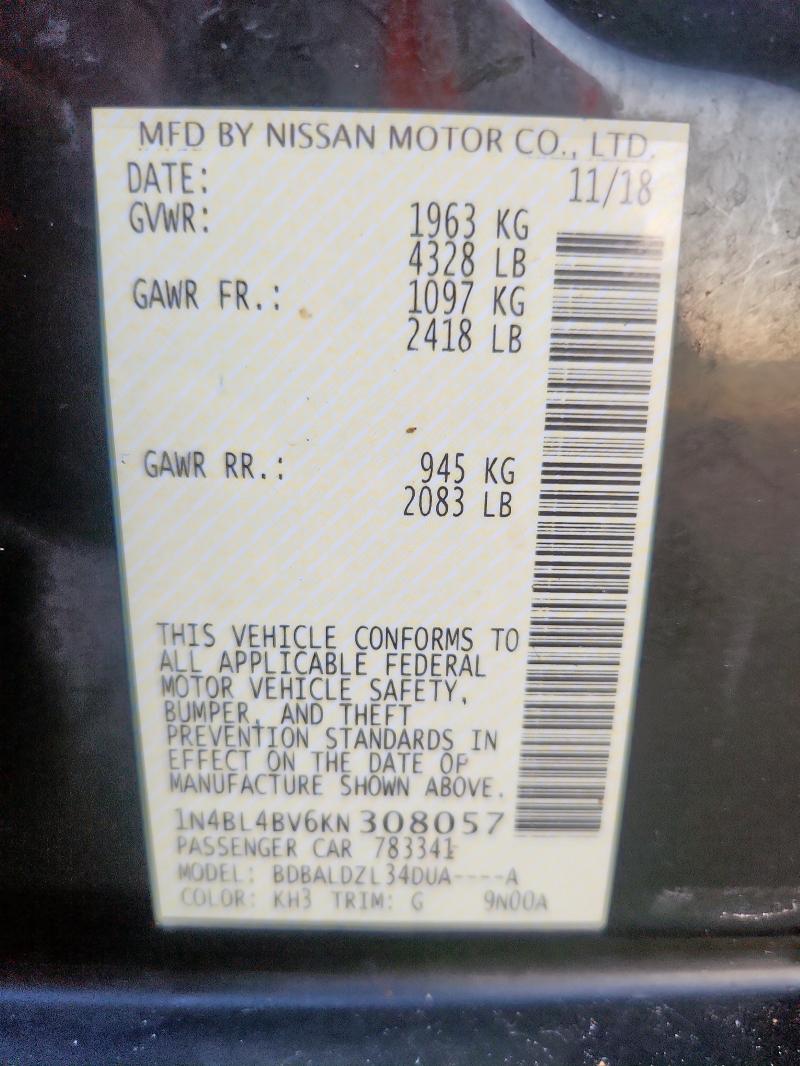 MFD BY NISSAN MOTOR CO., LTD.
DATE: 11/18
GVWR: 1963 KG
4328 LB
GAWR FR.: 1097 KG
2418 LB
GAWR RR.: 945 KG
2083 LB
THIS VEHICLE CONFORMS TO
ALL APPLICABLE FEDERAL
MOTOR VEHICLE SAFETY,
BUMPER, AND THEFT
PREVENTION STANDARDS IN
EFFECT ON THE DATE OF
MANUFACTURE SHOWN ABOVE.
1N4BL4BV6KN308057
PASSENGER CAR 783341
MODEL: BDBALDZL34DUA----A
COLOR: KH3 TRIM: G 9N00A